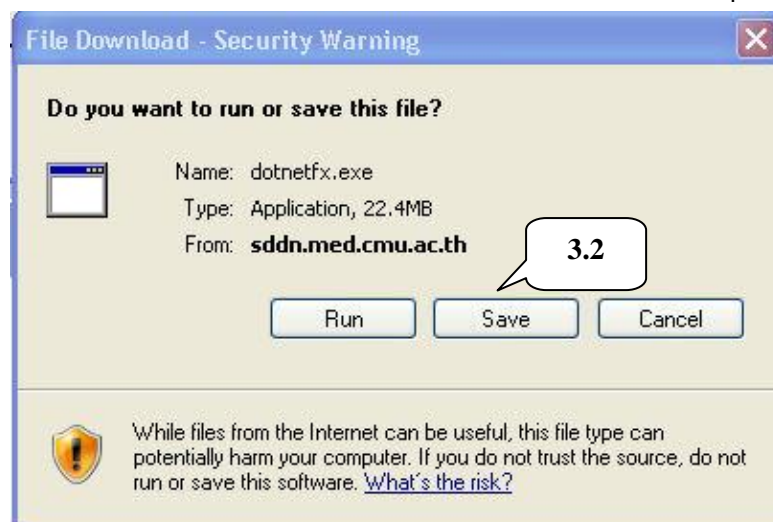 File Download - Security Warning
Do you want to run or save this file?
Name: dotnetfx.exe
Type: Application, 22.4MB
From: sddn.med.cmu.ac.th
3.2
Run Save Cancel
While files from the Internet can be useful, this file type can
potentially harm your computer. If you do not trust the source, do not
run or save this software. What's the risk?